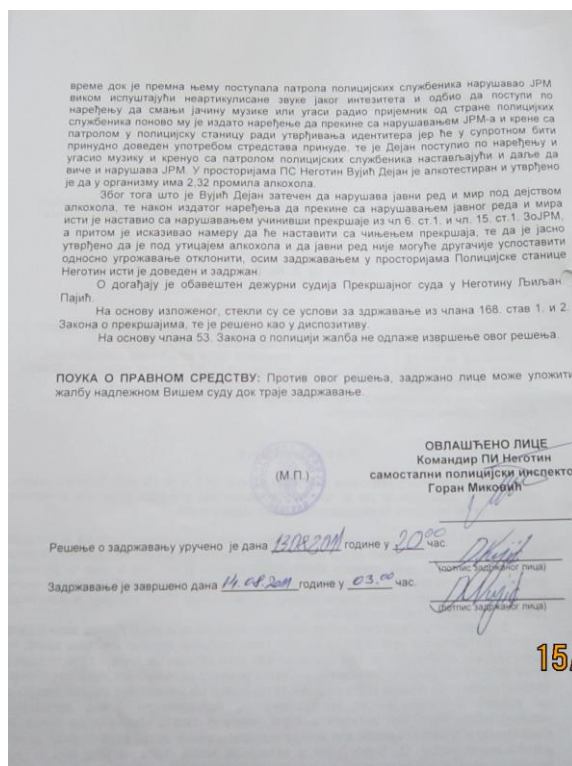 време док је премна њему поступала патрола полицијских службеника нарушавао ЈРМ
виком испуштајући неартикулисане звуке јаког интезитета и одбио да поступи по
наређењу да смањи јачину музике или угаси радио пријемник од стране полицијких
службеника поново му је издато наређење да прекине са нарушавањем ЈРМ-а и крене са
патролом у полицијску станицу ради утврђивања идентитера јер ће у супротном бити
принудно доведен употребом стредстава принуде, те је Дејан поступио по наређењу и
угасио музику и кренуо са патролом полицијских службеника настављајући и даље да
виче и нарушава ЈРМ. У просторијама ПС Неготин Вујић Дејан је алкотестиран и утврђено
је да у организму има 2,32 промила алкохола.
Због тога што је Вујић Дејан затечен да нарушава јавни ред и мир под дејством
алкохола, те након издатог наређења да прекине са нарушавањем јавног реда и мира
исти је наставио са нарушавањем учинивши прекршаје из чл 6. ст.1. и чл. 15. ст.1. ЗоЈРМ,
а притом је исказивао намеру да ће наставити са чињењем прекршаја, те да је јасно
утврђено да је под утицајем алкохола и да јавни ред није могуће другачије успоставити
односно угрожавање отклонити, осим задржавањем у просторијама Полицијске станице
Неготин исти је доведен и задржан.
О догађају је обавештен дежурни судија Прекршајног суда у Неготину Љиљан
Пајић.
На основу изложеног, стекли су се услови за здржавање из члана 168. став 1. и 2.
Закона о прекршајима, те је решено као у диспозитиву.
На основу члана 53. Закона о полицији жалба не одлаже извршење овог решења.
ПОУКА О ПРАВНОМ СРЕДСТВУ: Против овог решења, задржано лице може уложити
жалбу надлежном Вишем суду док траје задржавање.
ОВЛАШЋЕНО ЛИЦЕ
Командир ПИ Неготин
(М.П.) самостални полицијски инспекто
Горан Миковић
Решење о задржавању уручено је дана 13.08.2011 године у 20⁰⁰ час.
(потпис задржаног лица)
Задржавање је завршено дана 14.08.2011 године у 03.⁰⁰ час.
(потпис задржаног лица)
15